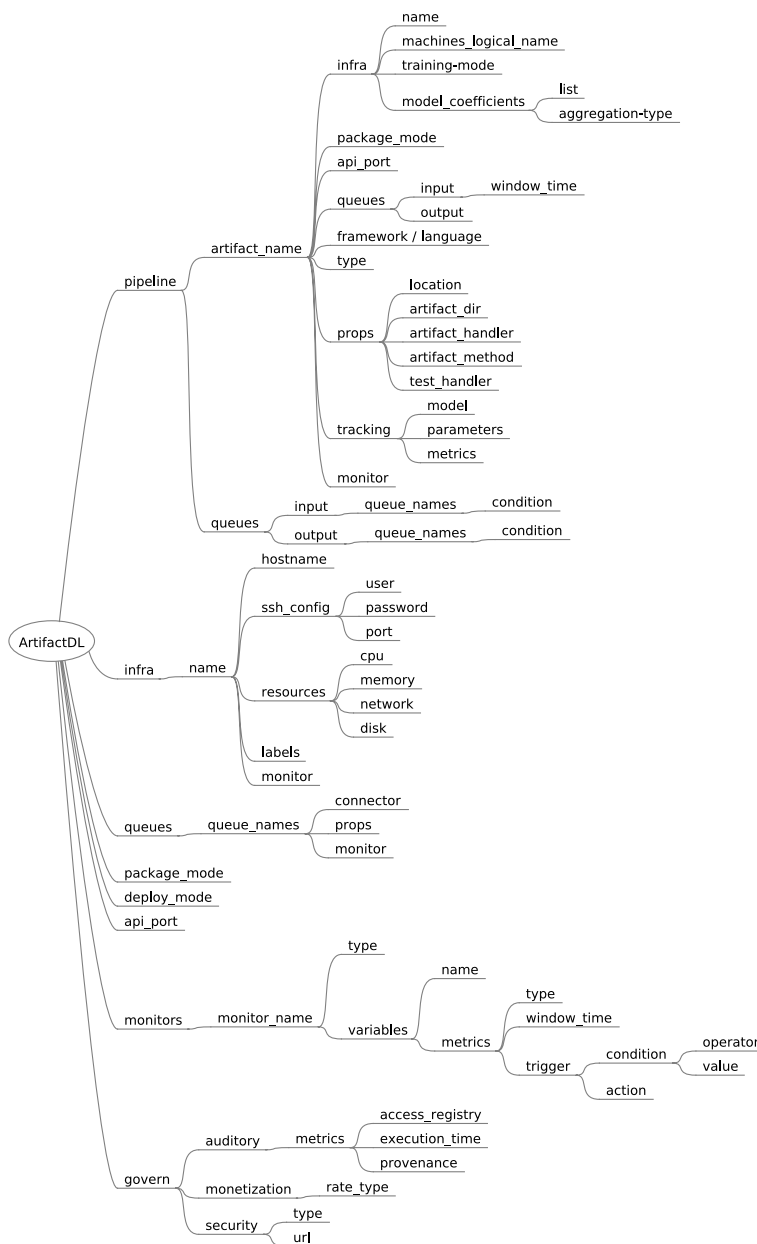 name
machines_logical_name
infra
training-mode
model_coefficients
list
aggregation-type
package_mode
api_port
queues
input
window_time
output
framework / language
artifact_name
type
pipeline
location
artifact_dir
props
artifact_handler
artifact_method
test_handler
model
tracking
parameters
metrics
monitor
queues
input
queue_names
condition
output
queue_names
condition
hostname
ssh_config
user
password
port
ArtifactDL
infra
name
cpu
resources
memory
network
disk
labels
monitor
queues
queue_names
connector
props
monitor
package_mode
deploy_mode
api_port
type
monitors
monitor_name
variables
name
metrics
type
window_time
trigger
condition
operator
value
action
govern
auditory
metrics
access_registry
execution_time
provenance
monetization
rate_type
security
type
url